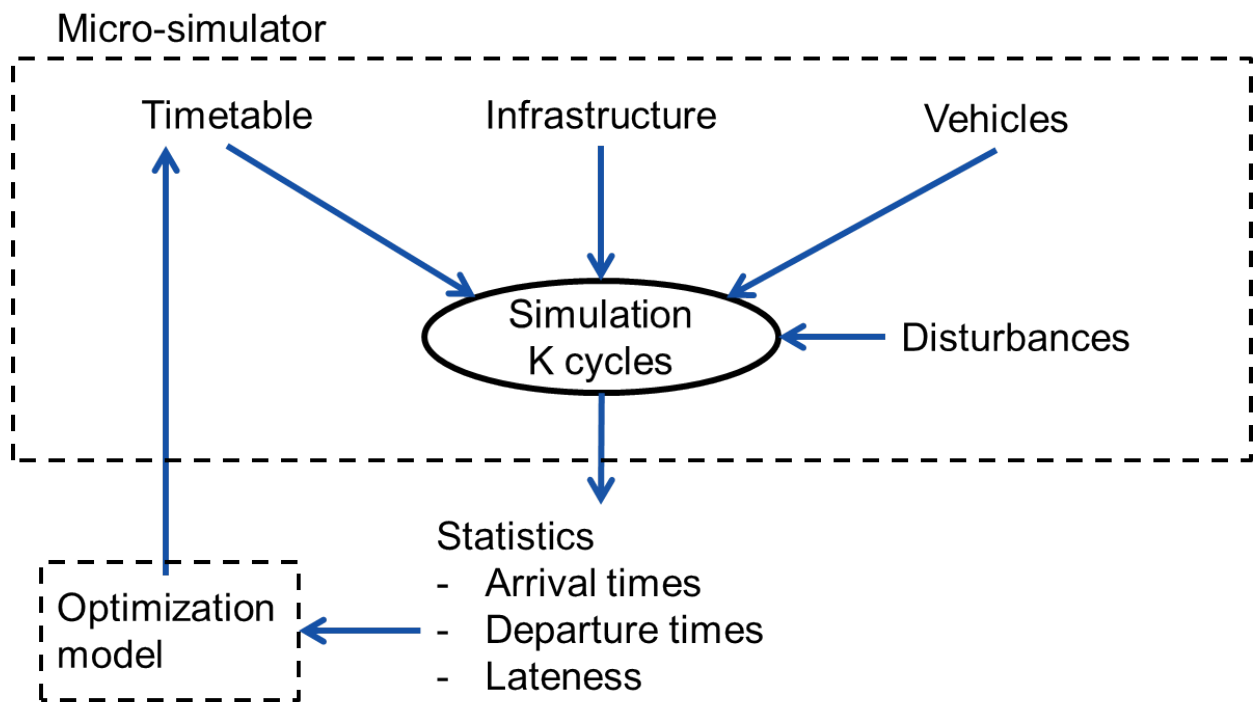 Micro-simulator
Timetable
Infrastructure
Vehicles
Simulation
K cycles
Disturbances
Statistics
- Arrival times
- Departure times
- Lateness
Optimization
model